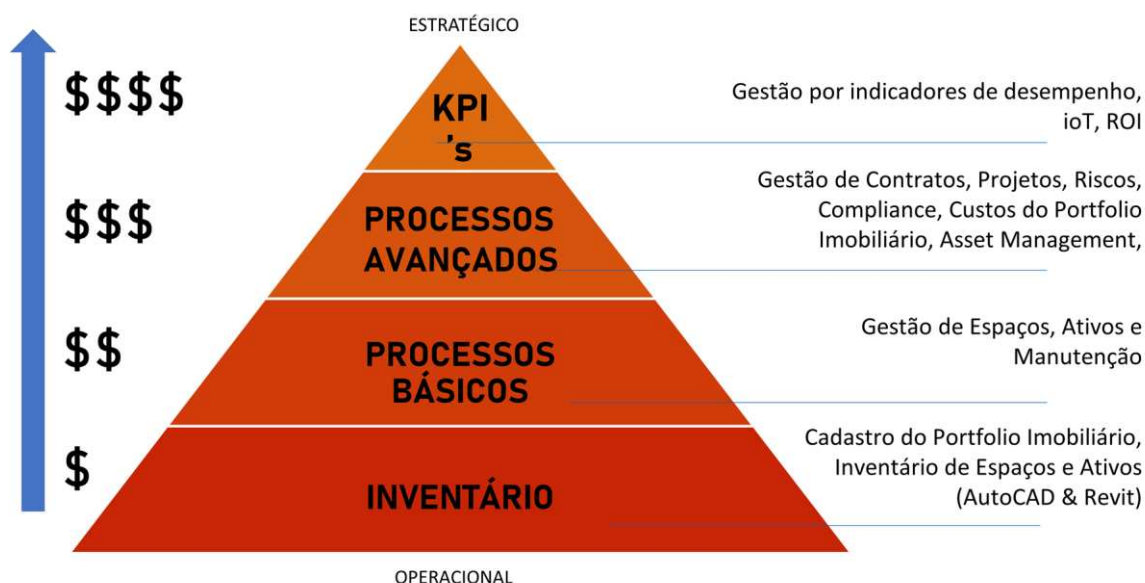 ESTRATÉGICO
$$$$
KPI
's
Gestão por indicadores de desempenho,
ioT, ROI
$$$
PROCESSOS
AVANÇADOS
Gestão de Contratos, Projetos, Riscos,
Compliance, Custos do Portfolio
Imobiliário, Asset Management,
$$
PROCESSOS
BÁSICOS
Gestão de Espaços, Ativos e
Manutenção
$
INVENTÁRIO
Cadastro do Portfolio Imobiliário,
Inventário de Espaços e Ativos
(AutoCAD & Revit)
OPERACIONAL